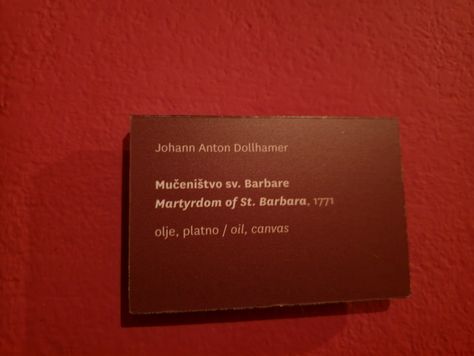 Johann Anton Dollhamer
Mučeništvo sv. Barbare
Martyrdom of St. Barbara, 1771
olje, platno / oil, canvas